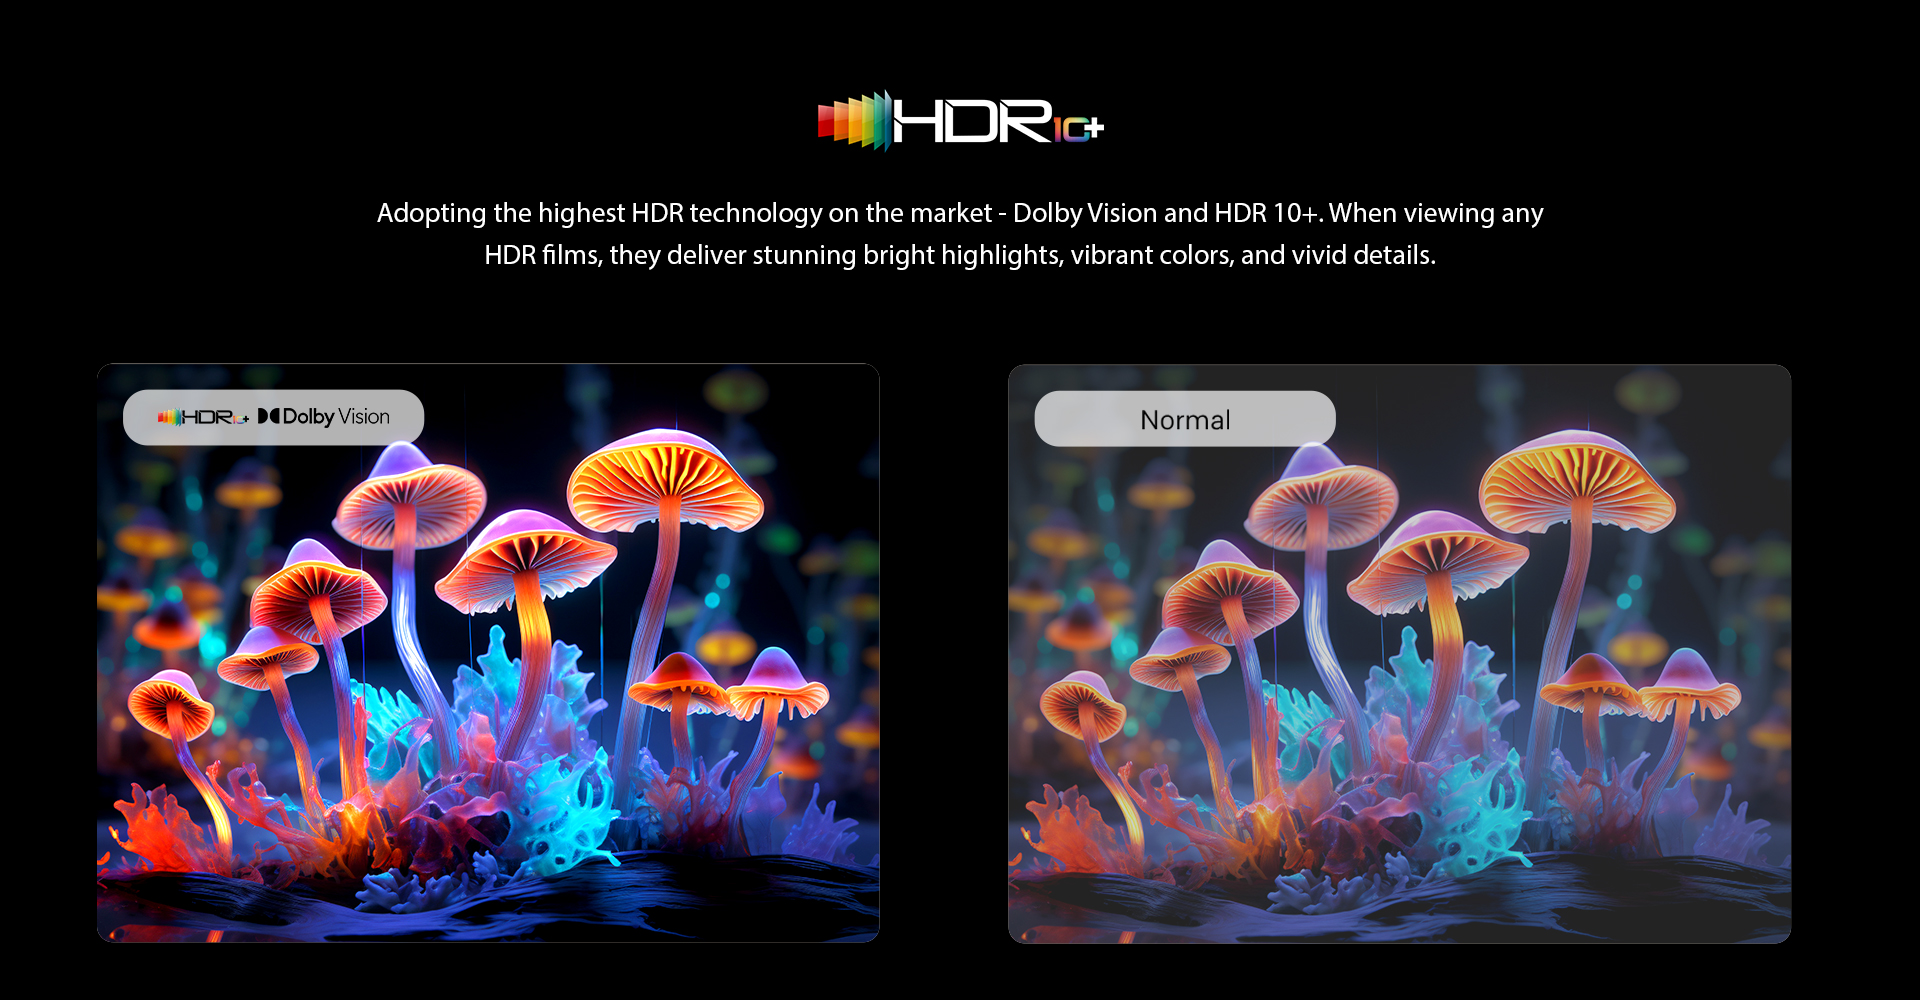 HDR10+
Adopting the highest HDR technology on the market - Dolby Vision and HDR 10+. When viewing any
HDR films, they deliver stunning bright highlights, vibrant colors, and vivid details.
HDR10+ Dolby Vision
Normal